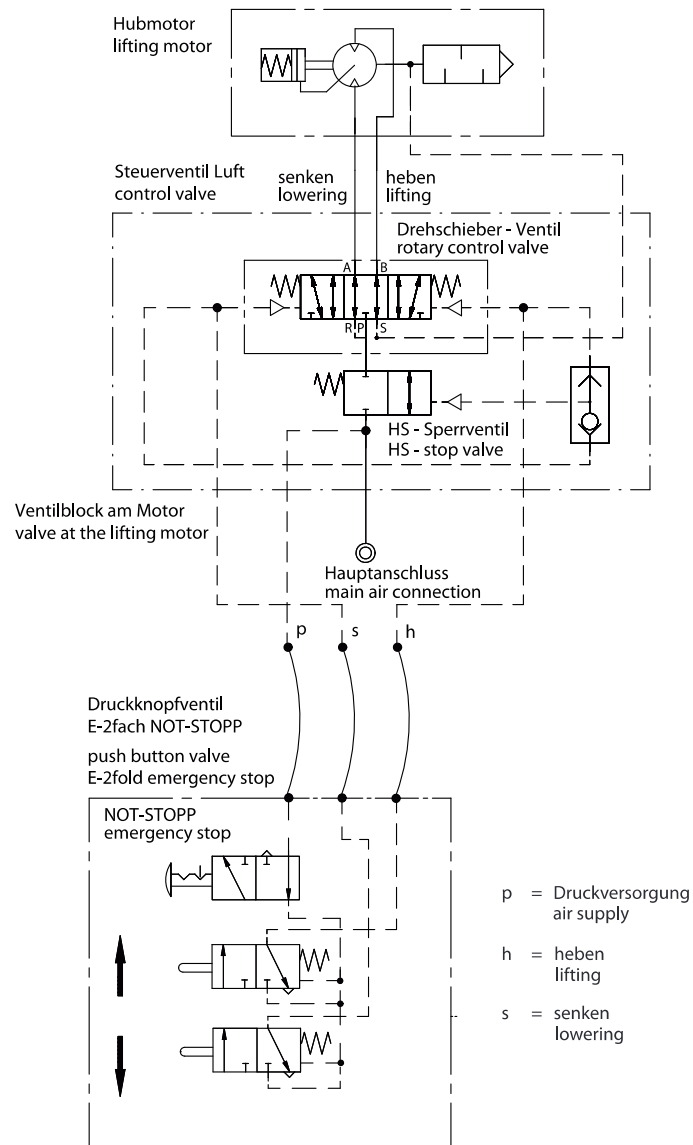 Hubmotor
lifting motor
Steuerventil Luft
control valve
senken
lowering
heben
lifting
Drehschieber - Ventil
rotary control valve
A B
R P S
HS - Sperrventil
HS - stop valve
Ventilblock am Motor
valve at the lifting motor
Hauptanschluss
main air connection
p s h
Druckknopfventil
E-2fach NOT-STOPP
push button valve
E-2fold emergency stop
NOT-STOPP
emergency stop
p = Druckversorgung
air supply
h = heben
lifting
s = senken
lowering